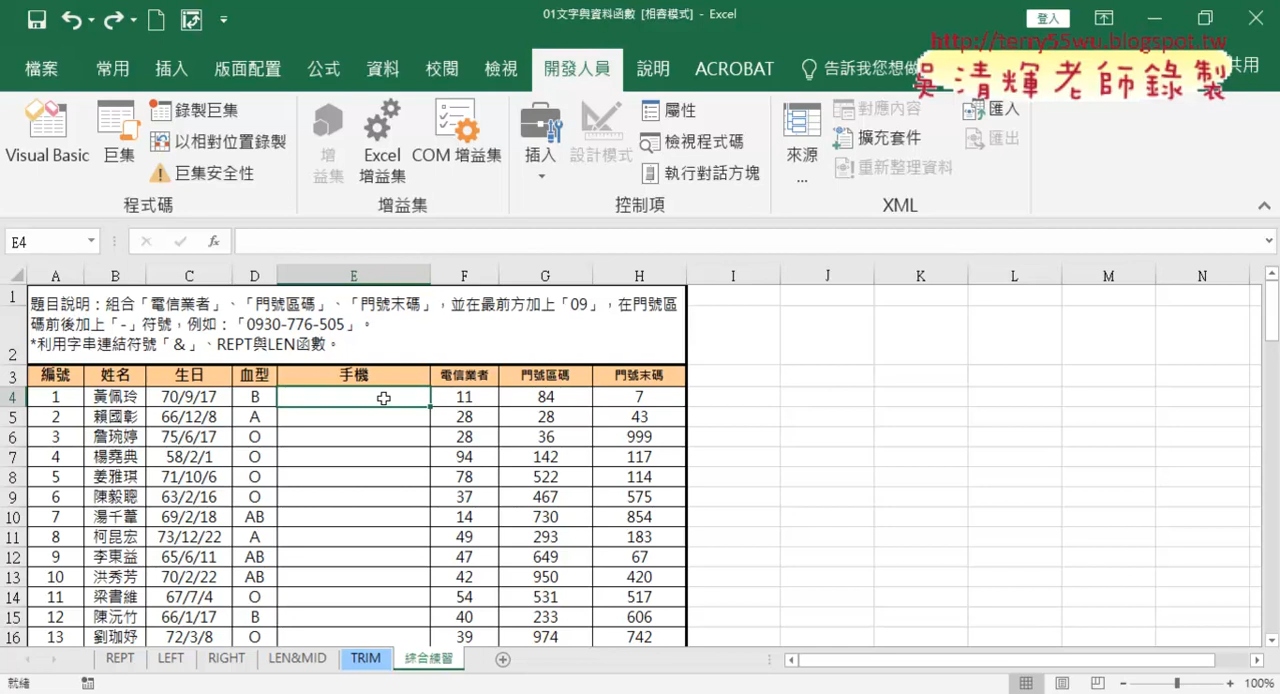 01文字與資料函數 [相容模式] - Excel
登入
http://terry55wu.blogspot.tw
吳清輝老師錄製
檔案 常用 插入 版面配置 公式 資料 校閱 檢視 開發人員 說明 ACROBAT 告訴我您想做 共用
Visual Basic 巨集 錄製巨集 以相對位置錄製 巨集安全性
程式碼
增益集 Excel 增益集 COM 增益集
增益集
插入 設計模式 屬性 檢視程式碼 執行對話方塊
控制項
來源... 對應內容 擴充套件 重新整理資料 匯入 匯出
XML
E4 fx
A B C D E F G H I J K L M N
1 題目說明：組合「電信業者」、「門號區碼」、「門號末碼」，並在最前方加上「09」，在門號區
碼前後加上「-」符號，例如：「0930-776-505」。
2 *利用字串連結符號「&」、REPT與LEN函數。
3 編號 姓名 生日 血型 手機 電信業者 門號區碼 門號末碼
4 1 黃佩玲 70/9/17 B 11 84 7
5 2 賴國彰 66/12/8 A 28 28 43
6 3 詹琬婷 75/6/17 O 28 36 999
7 4 楊堯典 58/2/1 O 94 142 117
8 5 姜雅琪 71/10/6 O 78 522 114
9 6 陳毅聰 63/2/16 O 37 467 575
10 7 湯千葦 69/2/18 AB 14 730 854
11 8 柯昆宏 73/12/22 A 49 293 183
12 9 李東益 65/6/11 AB 47 649 67
13 10 洪秀芳 70/2/22 AB 42 950 420
14 11 梁書維 67/7/4 O 54 531 517
15 12 陳沅竹 66/1/17 B 40 233 606
16 13 劉珈妤 72/3/8 O 39 974 742
REPT LEFT RIGHT LEN&MID TRIM 綜合練習
就緒 100%